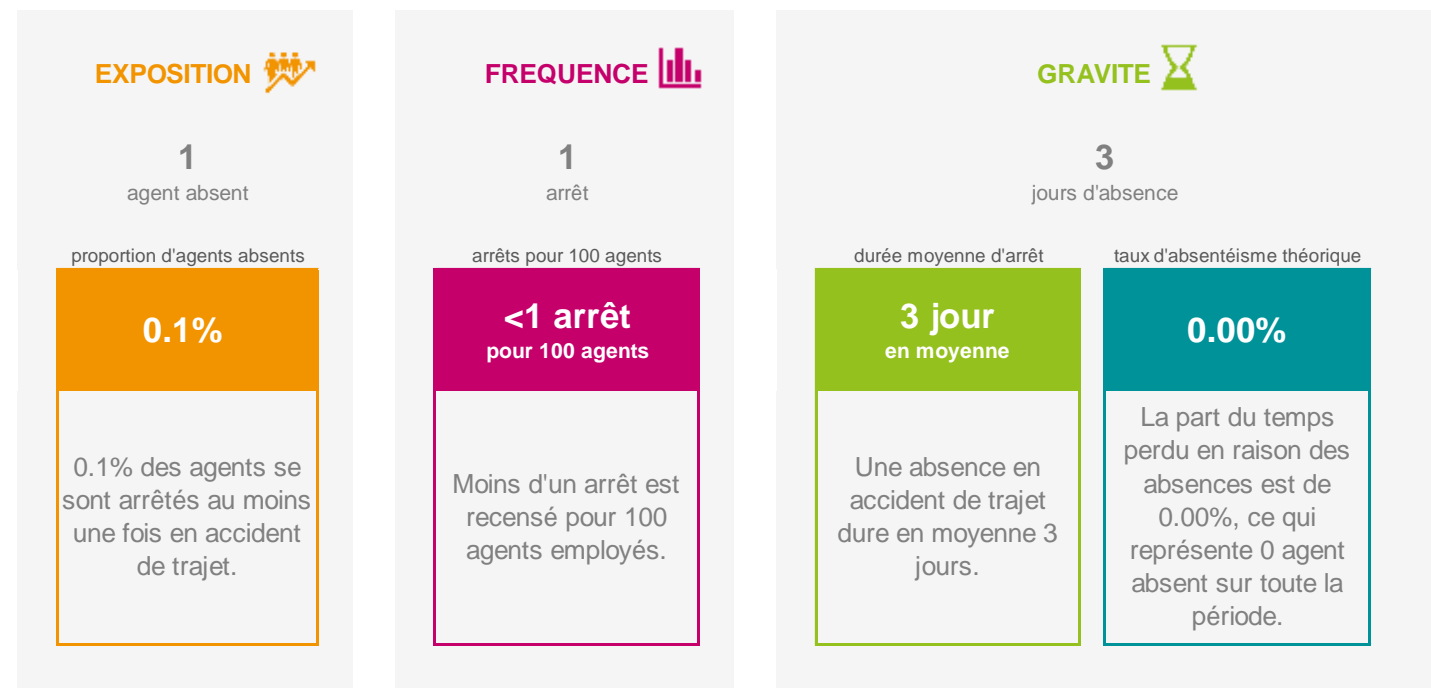 EXPOSITION
1
agent absent
proportion d'agents absents
0.1%
0.1% des agents se
sont arrêtés au moins
une fois en accident
de trajet.
FREQUENCE
1
arrêt
arrêts pour 100 agents
<1 arrêt
pour 100 agents
Moins d'un arrêt est
recensé pour 100
agents employés.
GRAVITE
3
jours d'absence
durée moyenne d'arrêt
3 jour
en moyenne
Une absence en
accident de trajet
dure en moyenne 3
jours.
taux d'absentéisme théorique
0.00%
La part du temps
perdu en raison des
absences est de
0.00%, ce qui
représente 0 agent
absent sur toute la
période.